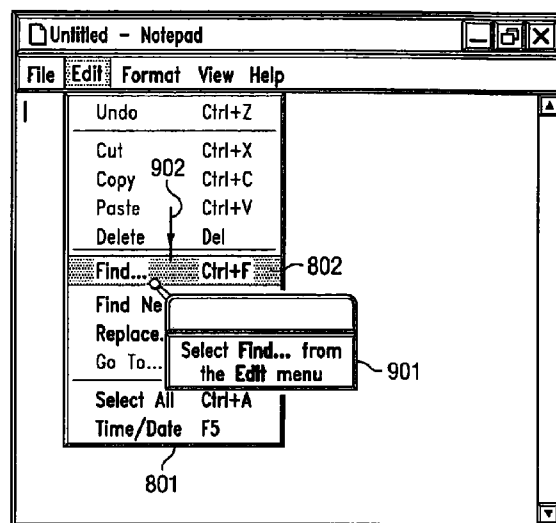 Untitled - Notepad
File Edit Format View Help
Undo Ctrl+Z
Cut Ctrl+X
902
Copy Ctrl+C
Paste Ctrl+V
Delete Del
Find... Ctrl+F
802
Find Ne
Replace.
Go To...
Select Find... from
the Edit menu
901
Select All Ctrl+A
Time/Date F5
801